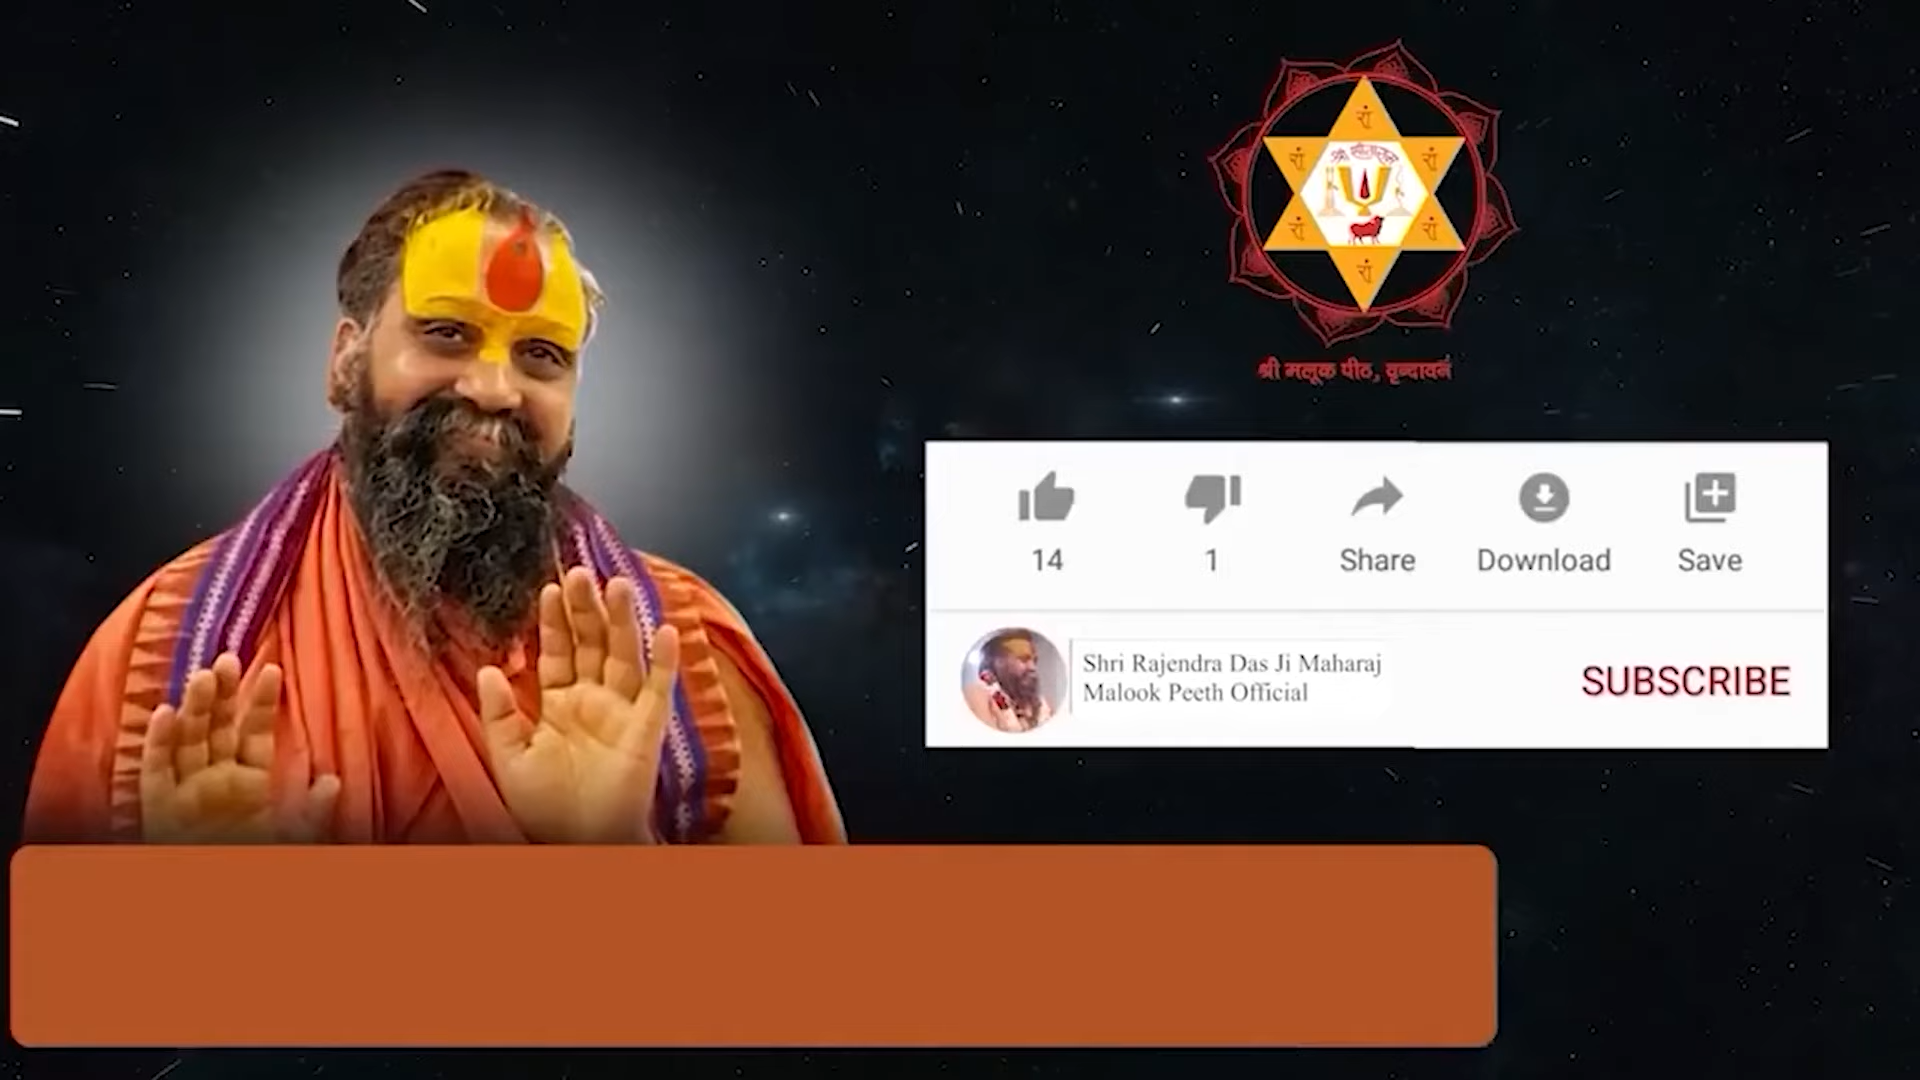 रां
रां
रां
श्री सीताराम
रां
रां
रां
श्री मलूक पीठ, वृन्दावन
14
1
Share
Download
Save
Shri Rajendra Das Ji Maharaj
Malook Peeth Official
SUBSCRIBE